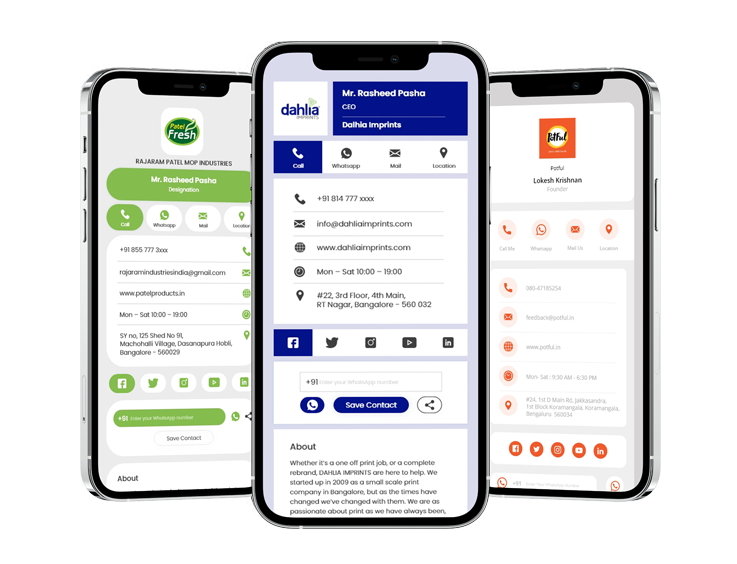 Patel
Fresh
RAJARAM PATEL MOP INDUSTRIES
Mr. Rasheed Pasha
Designation
Call
Whatsapp
Mail
Location
+91 855 777 3xxx
rajaramindustriesindia@gmail.com
www.patelproducts.in
Mon – Sat 10:00 – 19:00
SY no, 125 Shed No 91,
Machohalli Village, Dasanapura Hobli,
Bangalore - 560029
+91 Enter your WhatsApp Number
Save Contact
About
dahlia
IMPRINTS
Mr. Rasheed Pasha
CEO
Dalhia Imprints
Call
Whatsapp
Mail
Location
+91 814 777 xxxx
info@dahliaimprints.com
www.dahliaimprints.com
Mon – Sat 10:00 – 19:00
#22, 3rd Floor, 4th Main,
RT Nagar, Bangalore - 560 032
+91 Enter your WhatsApp Number
Save Contact
About
Whether it's a one off print job, or a complete
rebrand, DAHLIA IMPRINTS are here to help. We
started up in 2009 as a small scale print
company in Bangalore, but as the times have
changed we've changed with them. We are as
passionate about print as we have always been,
Potful
Potful
Lokesh Krishnan
Founder
Call Me
Whatsapp
Mail Us
Location
080-47185254
feedback@potful.in
www.potful.in
Mon- Sat : 9:30 AM - 6:30 PM
#24, 1st D Main Rd, Jakkasandra,
1st Block Koramangala, Koramangala,
Bengaluru 560034
+91 Enter Your WhatsApp Number